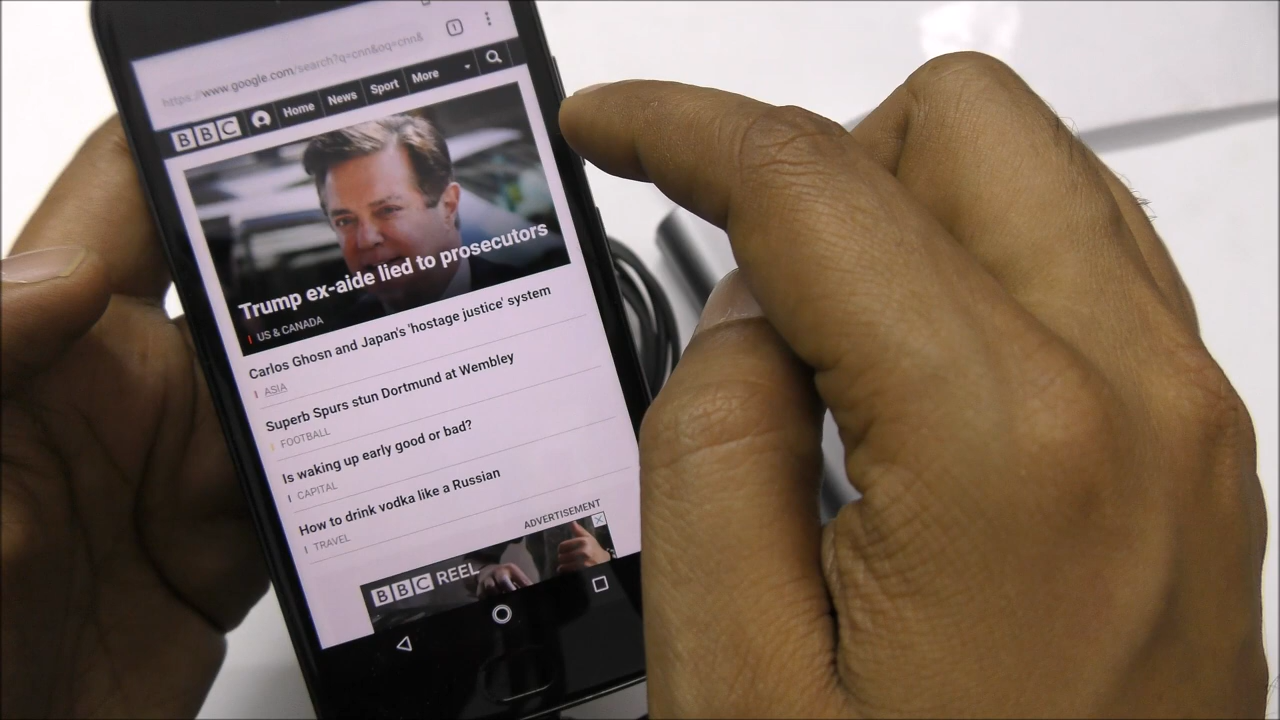 1
https://www.google.com/search?q=cnn&oq=cnn&
BBC Home News Sport More
Trump ex-aide lied to prosecutors
US & CANADA
Carlos Ghosn and Japan's 'hostage justice' system
ASIA
Superb Spurs stun Dortmund at Wembley
FOOTBALL
Is waking up early good or bad?
CAPITAL
How to drink vodka like a Russian
TRAVEL
ADVERTISEMENT
BBC REEL